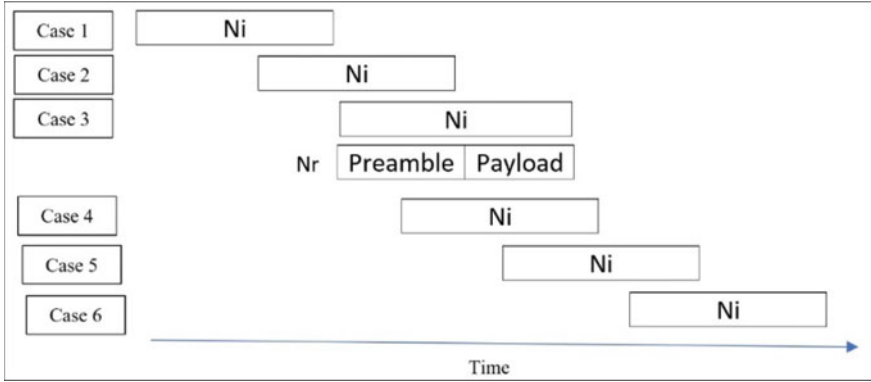 Case 1 Ni
Case 2 Ni
Case 3 Ni
Nr Preamble Payload
Case 4 Ni
Case 5 Ni
Case 6 Ni
Time